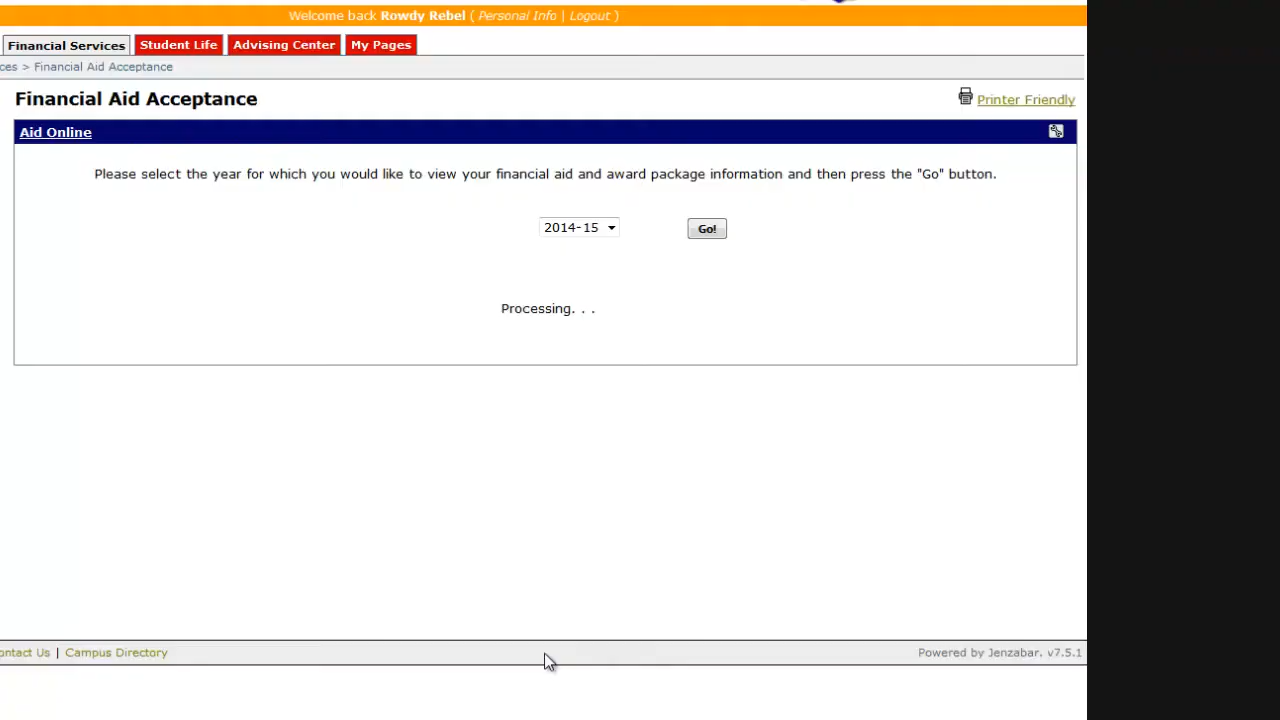 Welcome back Rowdy Rebel ( Personal Info | Logout )
Financial Services Student Life Advising Center My Pages
ces > Financial Aid Acceptance
Financial Aid Acceptance Printer Friendly
Aid Online
Please select the year for which you would like to view your financial aid and award package information and then press the "Go" button.
2014-15 Go!
Processing. . .
ontact Us | Campus Directory Powered by Jenzabar. v7.5.1